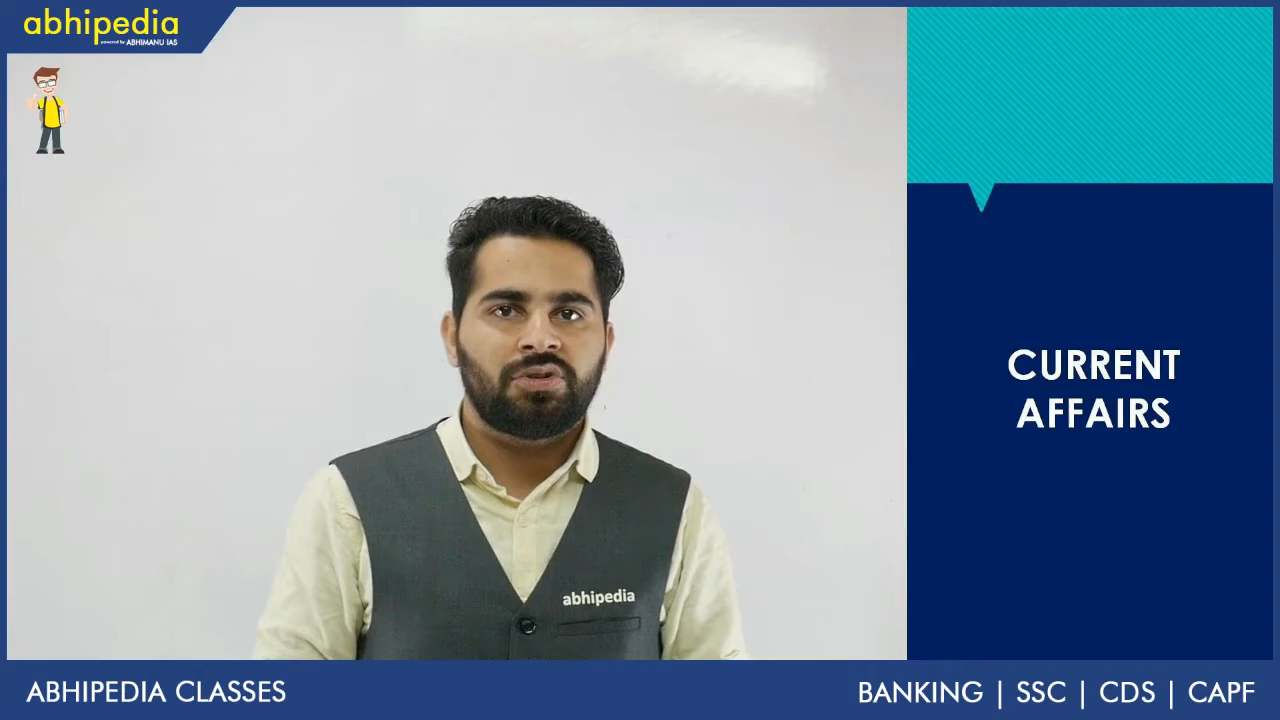 abhipedia
powered by ABHIMANU IAS
CURRENT
AFFAIRS
abhipedia
ABHIPEDIA CLASSES
BANKING | SSC | CDS | CAPF